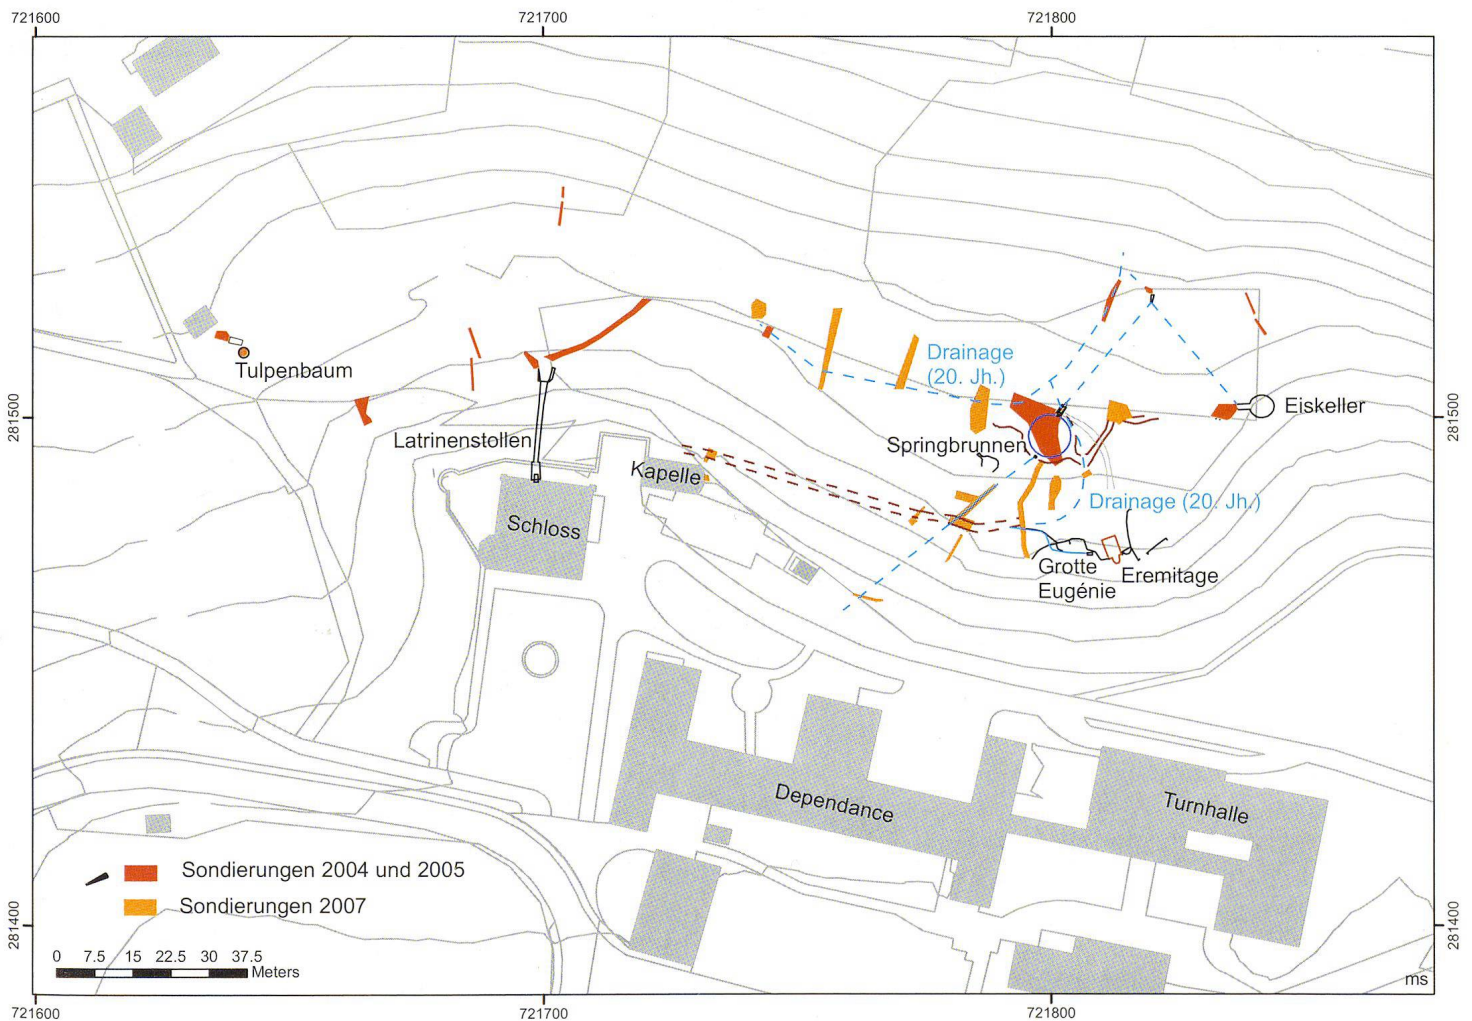 721600 721700 721800
Drainage
(20. Jh.)
Tulpenbaum
Eiskeller
281500
281500
Latrinenstollen
Springbrunnen
Kapelle
Drainage (20. Jh.)
Schloss
Grotte
Eugénie
Eremitage
Dependance
Turnhalle
Sondierungen 2004 und 2005
Sondierungen 2007
281400
281400
0 7.5 15 22.5 30 37.5
Meters
ms
721600 721700 721800